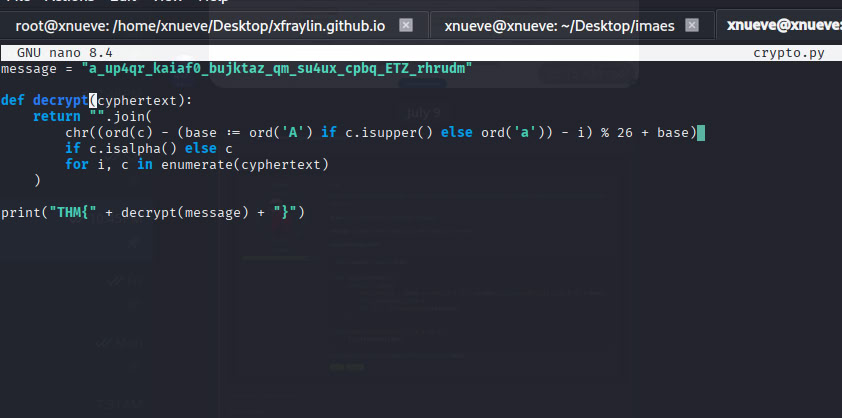 root@xnueve: /home/xnueve/Desktop/xfraylin.github.io
xnueve@xnueve: ~/Desktop/imaes
xnueve@xnueve:
GNU nano 8.4
crypto.py
message = "a_up4qr_kaiaf0_bujktaz_qm_su4ux_cpbq_ETZ_rhrudm"
def decrypt(cyphertext):
return "".join(
chr((ord(c) - (base := ord('A') if c.isupper() else ord('a')) - i) % 26 + base)
if c.isalpha() else c
for i, c in enumerate(cyphertext)
)
print("THM{" + decrypt(message) + "}")
july 9